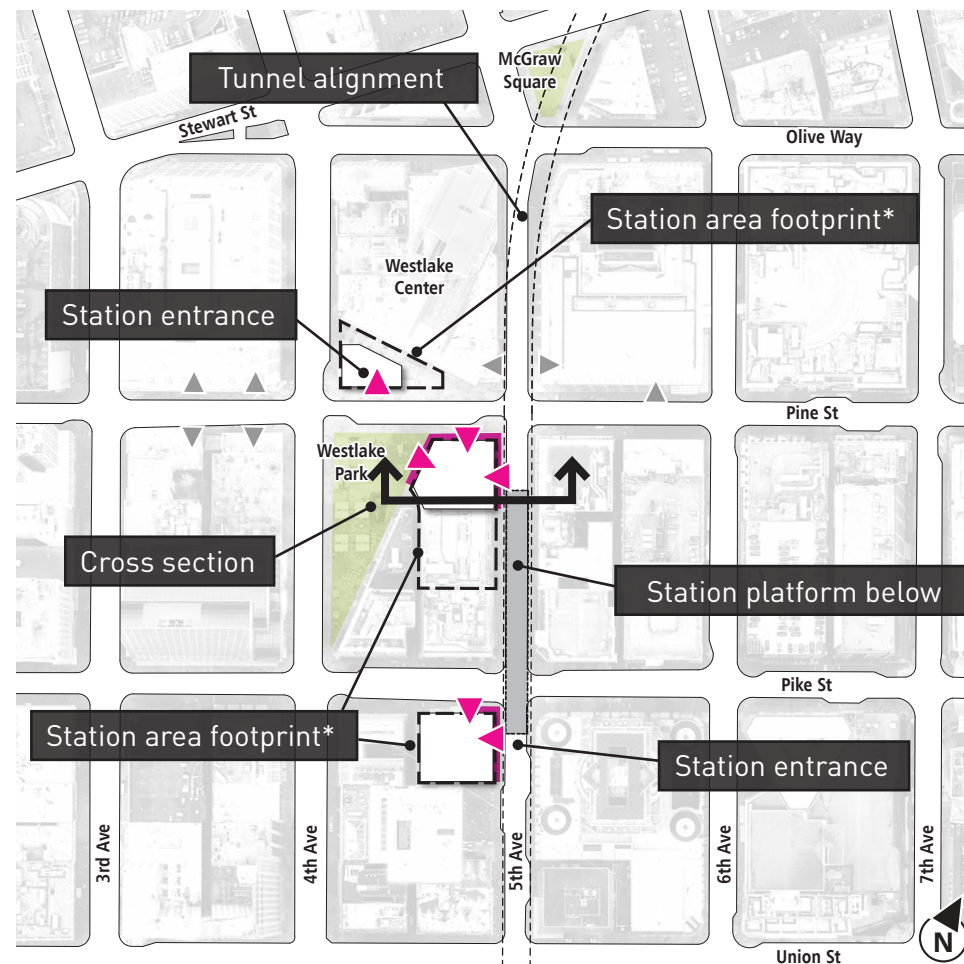 McGraw
Square
Tunnel alignment
Stewart St
Olive Way
Station area footprint*
Westlake
Center
Station entrance
Pine St
Westlake
Park
Cross section
Station platform below
Pike St
Station area footprint*
Station entrance
3rd Ave
4th Ave
5th Ave
6th Ave
7th Ave
N
Union St